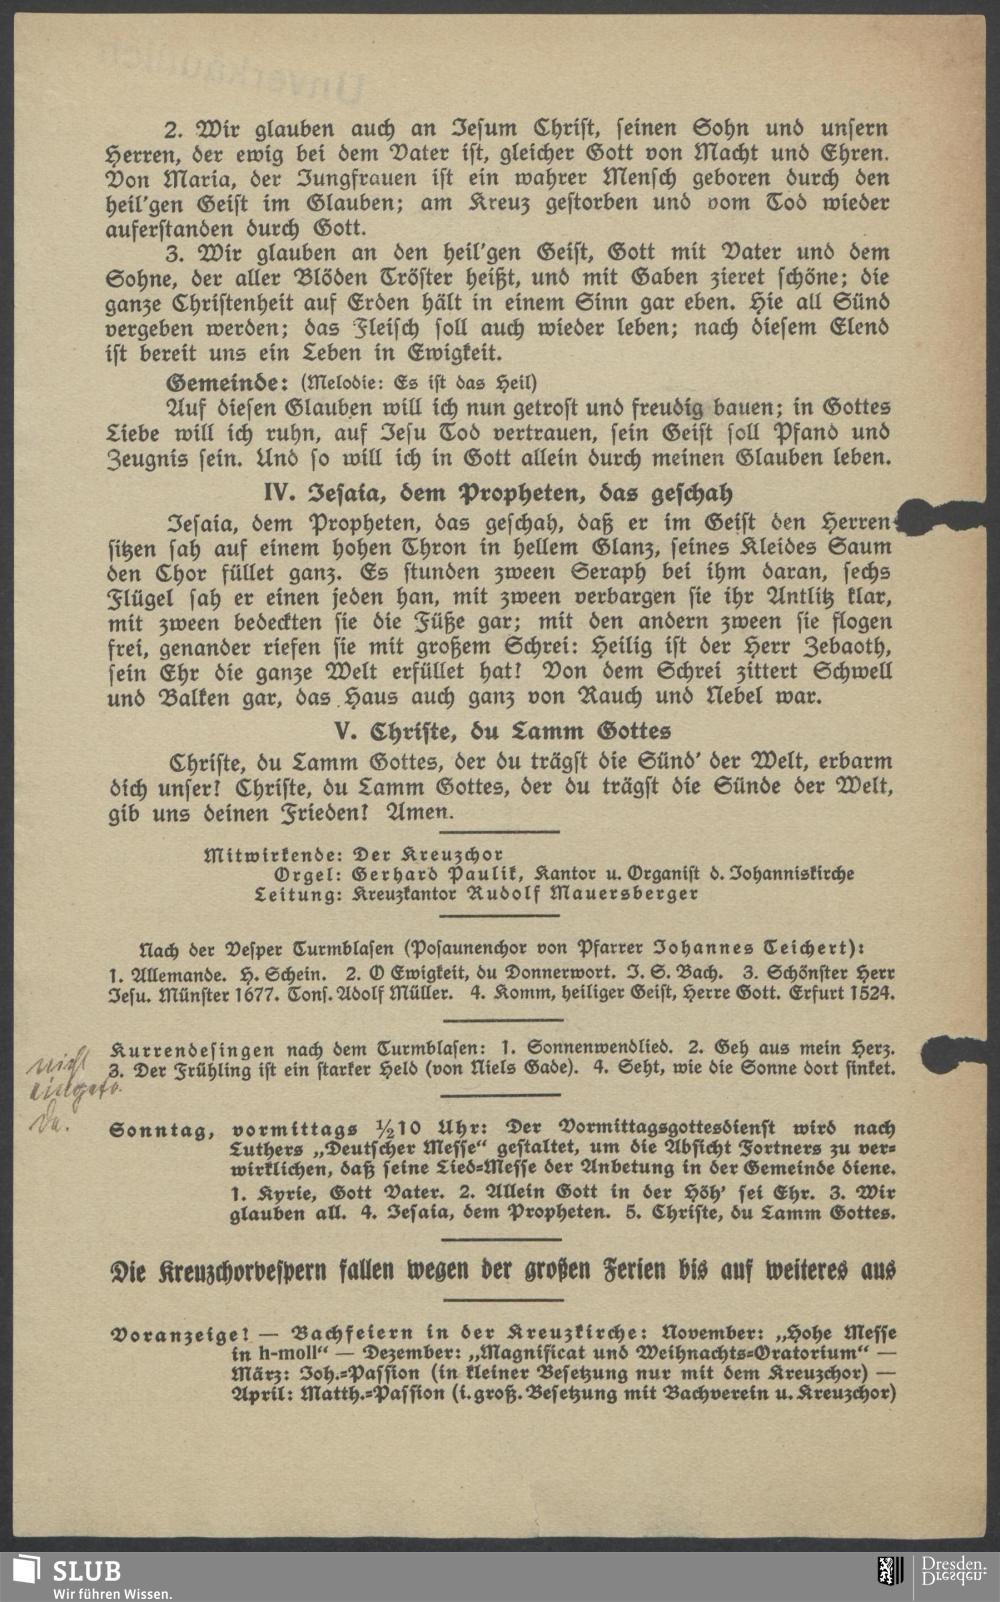 Unverkäuflich
2. Wir glauben auch an Jesum Christ, seinen Sohn und unsern
Herren, der ewig bei dem Vater ist, gleicher Gott von Macht und Ehren.
Von Maria, der Jungfrauen ist ein wahrer Mensch geboren durch den
heil'gen Geist im Glauben; am Kreuz gestorben und vom Tod wieder
auferstanden durch Gott.
3. Wir glauben an den heil'gen Geist, Gott mit Vater und dem
Sohne, der aller Blöden Tröster heißt, und mit Gaben zieret schöne; die
ganze Christenheit auf Erden hält in einem Sinn gar eben. Hie all Sünd
vergeben werden; das Fleisch soll auch wieder leben; nach diesem Elend
ist bereit uns ein Leben in Ewigkeit.
Gemeinde: (Melodie: Es ist das Heil)
Auf diesen Glauben will ich nun getrost und freudig bauen; in Gottes
Liebe will ich ruhn, auf Jesu Tod vertrauen, sein Geist soll Pfand und
Zeugnis sein. Und so will ich in Gott allein durch meinen Glauben leben.
IV. Jesaia, dem Propheten, das geschah
Jesaia, dem Propheten, das geschah, daß er im Geist den Herren
sitzen sah auf einem hohen Thron in hellem Glanz, seines Kleides Saum
den Chor füllet ganz. Es stunden zween Seraph bei ihm daran, sechs
Flügel sah er einen jeden han, mit zween verbargen sie ihr Antlitz klar,
mit zween bedeckten sie die Füße gar; mit den andern zween sie flogen
frei, genander riefen sie mit großem Schrei: Heilig ist der Herr Zebaoth,
sein Ehr die ganze Welt erfüllet hat! Von dem Schrei zittert Schwell
und Balken gar, das Haus auch ganz von Rauch und Nebel war.
V. Christe, du Lamm Gottes
Christe, du Lamm Gottes, der du trägst die Sünd' der Welt, erbarm
dich unser! Christe, du Lamm Gottes, der du trägst die Sünde der Welt,
gib uns deinen Frieden! Amen.
Mitwirkende: Der Kreuzchor
Orgel: Gerhard Paulik, Kantor u. Organist d. Johanniskirche
Leitung: Kreuzkantor Rudolf Mauersberger
Nach der Vesper Turmblasen (Posaunenchor von Pfarrer Johannes Teichert):
1. Allemande. H. Schein. 2. O Ewigkeit, du Donnerwort. J. S. Bach. 3. Schönster Herr
Jesu. Münster 1677. Tons. Adolf Müller. 4. Komm, heiliger Geist, Herre Gott. Erfurt 1524.
Kurrendesingen nach dem Turmblasen: 1. Sonnenwendlied. 2. Geh aus mein Herz.
3. Der Frühling ist ein starker Held (von Niels Gade). 4. Seht, wie die Sonne dort sinket.
nicht
Sonntag, vormittags ½10 Uhr: Der Vormittagsgottesdienst wird nach
Luthers „Deutscher Messe“ gestaltet, um die Absicht Fortners zu ver-
wirklichen, daß seine Lied-Messe der Anbetung in der Gemeinde diene.
1. Kyrie, Gott Vater. 2. Allein Gott in der Höh' sei Ehr. 3. Wir
glauben all. 4. Jesaia, dem Propheten. 5. Christe, du Lamm Gottes.
Die Kreuzchorvespern fallen wegen der großen Ferien bis auf weiteres aus
Voranzeige! — Bachfeiern in der Kreuzkirche: November: „Hohe Messe
in h-moll“ — Dezember: „Magnificat und Weihnachts-Oratorium“ —
März: Joh.-Passion (in kleiner Besetzung nur mit dem Kreuzchor) —
April: Matth.-Passion (i. groß. Besetzung mit Bachverein u. Kreuzchor)
SLUB
Wir führen Wissen.
Dresden.